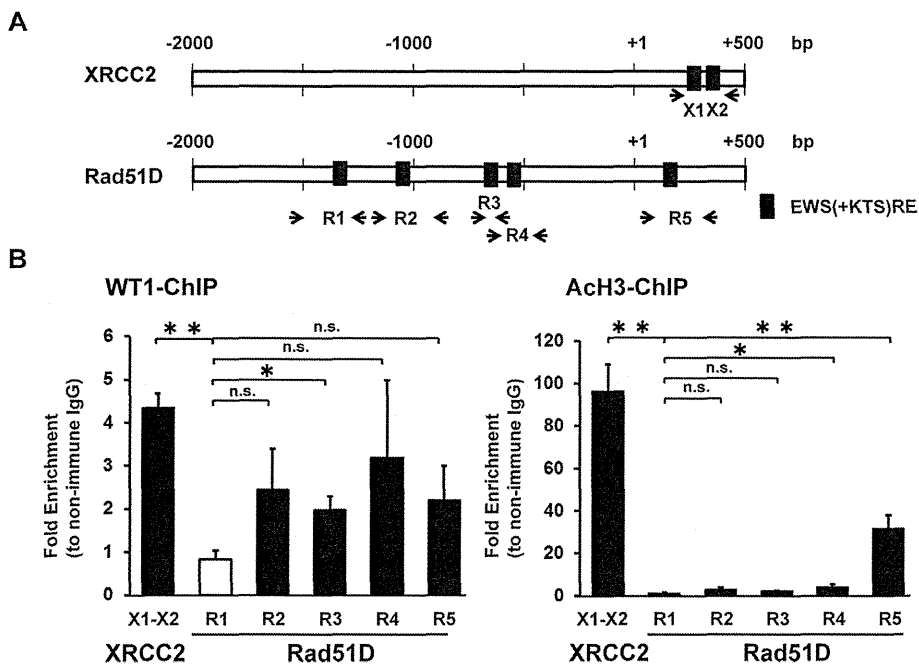 A
-2000 -1000 +1 +500 bp
XRCC2
X1 X2
-2000 -1000 +1 +500 bp
Rad51D
R1 R2 R3 R4 R5
EWS(+KTS)RE
B
WT1-ChIP
Fold Enrichment
(to non-immune IgG)
6
5
4
3
2
1
0
* *
n.s.
n.s.
*
n.s.
X1-X2 R1 R2 R3 R4 R5
XRCC2 Rad51D
AcH3-ChIP
Fold Enrichment
(to non-immune IgG)
120
100
80
60
40
20
0
* * * *
*
n.s.
n.s.
X1-X2 R1 R2 R3 R4 R5
XRCC2 Rad51D